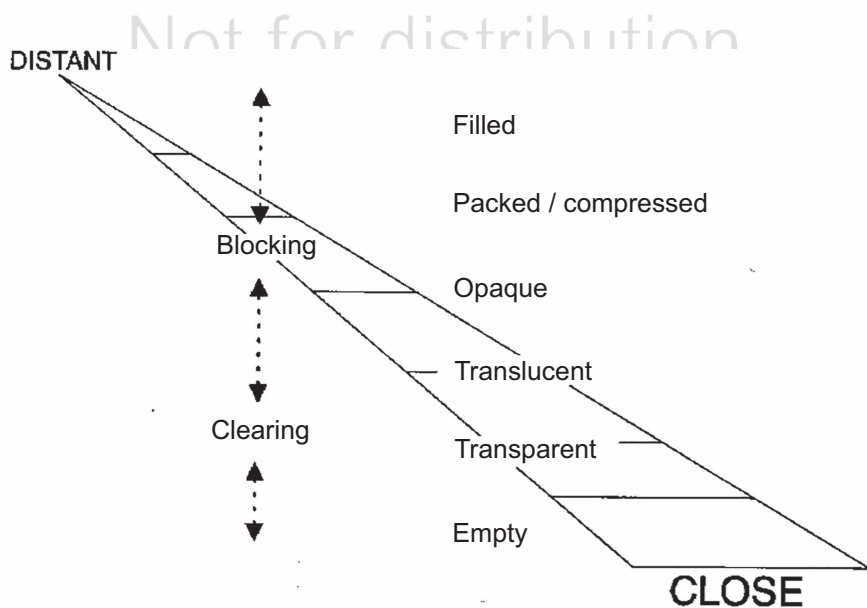 Not for distribution
DISTANT
Filled
Packed / compressed
Blocking
Opaque
Translucent
Clearing
Transparent
Empty
CLOSE